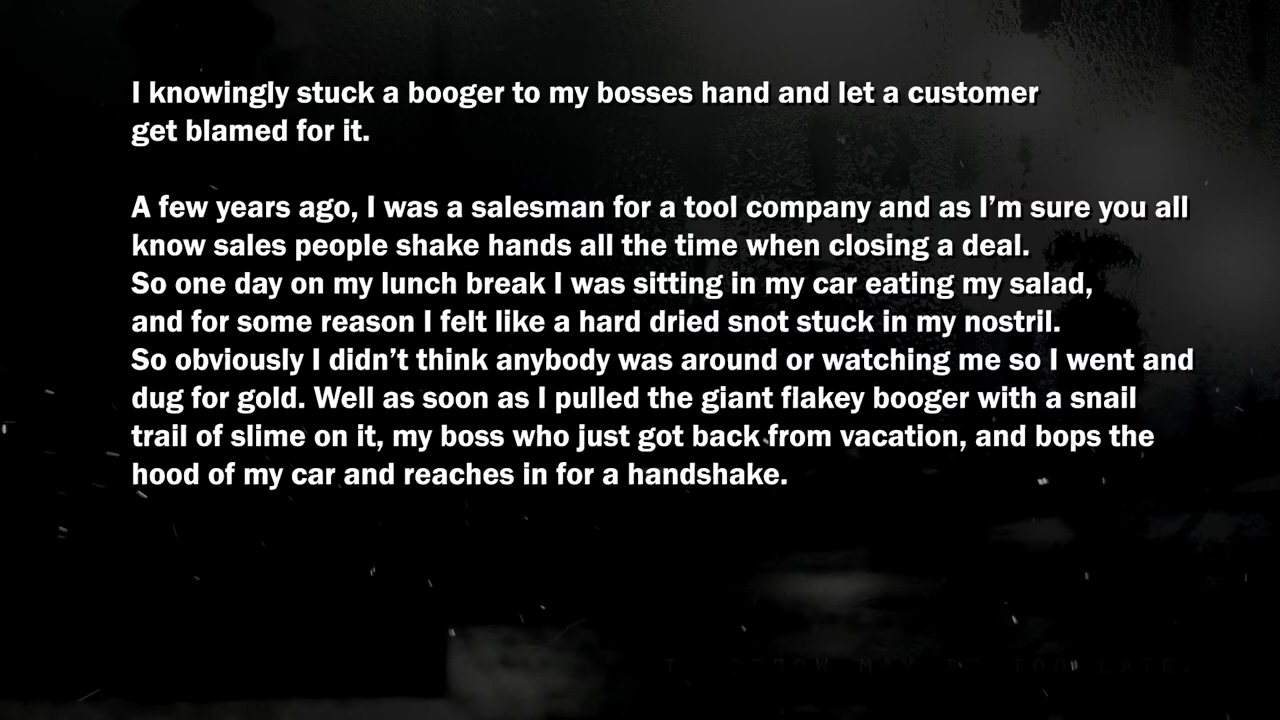 I knowingly stuck a booger to my bosses hand and let a customer
get blamed for it.
A few years ago, I was a salesman for a tool company and as I’m sure you all
know sales people shake hands all the time when closing a deal.
So one day on my lunch break I was sitting in my car eating my salad,
and for some reason I felt like a hard dried snot stuck in my nostril.
So obviously I didn’t think anybody was around or watching me so I went and
dug for gold. Well as soon as I pulled the giant flakey booger with a snail
trail of slime on it, my boss who just got back from vacation, and bops the
hood of my car and reaches in for a handshake.
MAY TOO LATE.